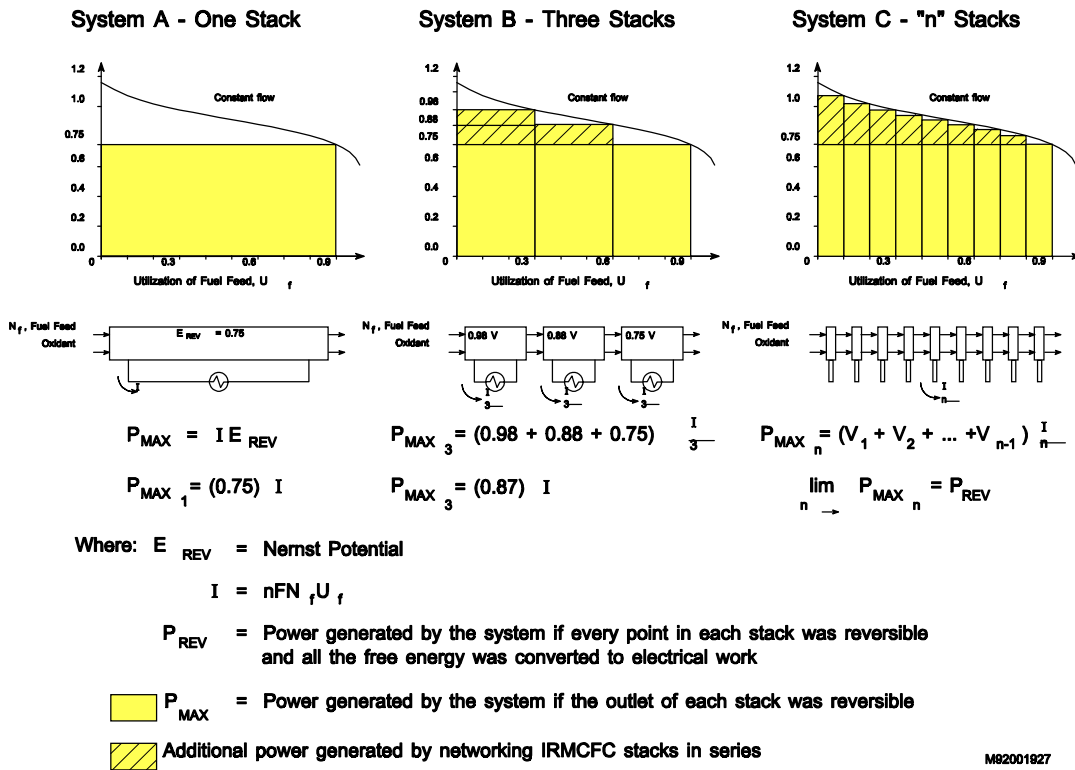 System A - One Stack
1.2
1.0
0.75
0.6
0.4
0.2
0.0
0 0.3 0.6 0.9
Constant flow
Utilization of Fuel Feed, U f
System B - Three Stacks
1.2
0.98
0.88
0.75
0.6
0.4
0.2
0.0
0 0.3 0.6 0.9
Constant flow
Utilization of Fuel Feed, U f
System C - "n" Stacks
1.2
1.0
0.75
0.6
0.4
0.2
0.0
0 0.3 0.6 0.9
Constant flow
Utilization of Fuel Feed, U f
N f , Fuel Feed
Oxidant
E REV = 0.75
I
N f , Fuel Feed
Oxidant
0.98 V 0.88 V 0.75 V
I 3 I 3 I 3
N f , Fuel Feed
Oxidant
I n
P MAX = I E REV
P MAX 1 = (0.75) I
P MAX 3 = (0.98 + 0.88 + 0.75) I 3
P MAX 3 = (0.87) I
P MAX n = (V 1 + V 2 + ... +V n-1 ) I n
lim n → P MAX n = P REV
Where: E REV = Nernst Potential
I = nFN f U f
P REV = Power generated by the system if every point in each stack was reversible
and all the free energy was converted to electrical work
P MAX = Power generated by the system if the outlet of each stack was reversible
Additional power generated by networking IRMCFC stacks in series
M92001927